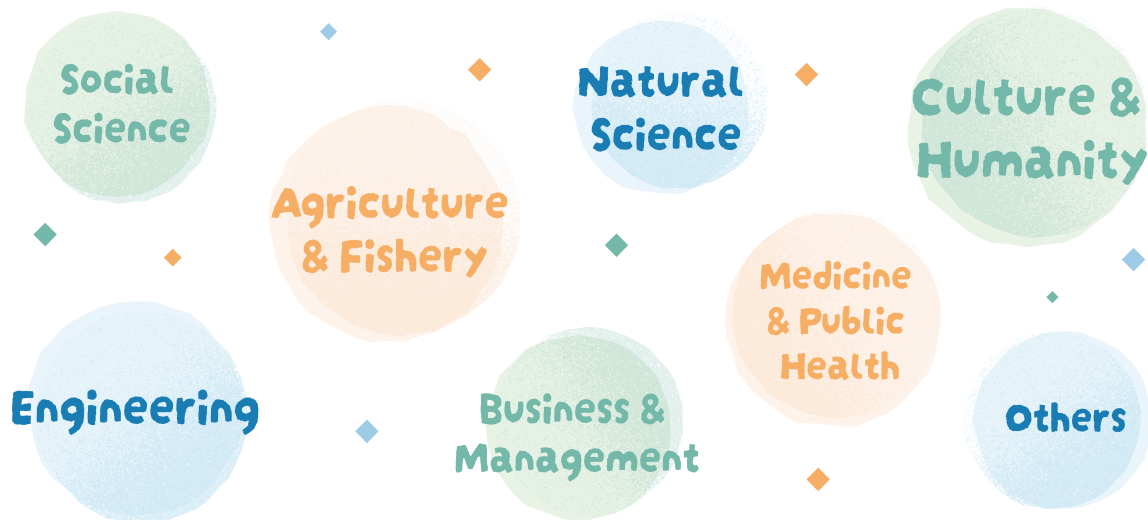 Social
Science
Agriculture
& Fishery
Natural
Science
Culture &
Humanity
Engineering
Business &
Management
Medicine
& Public
Health
Others